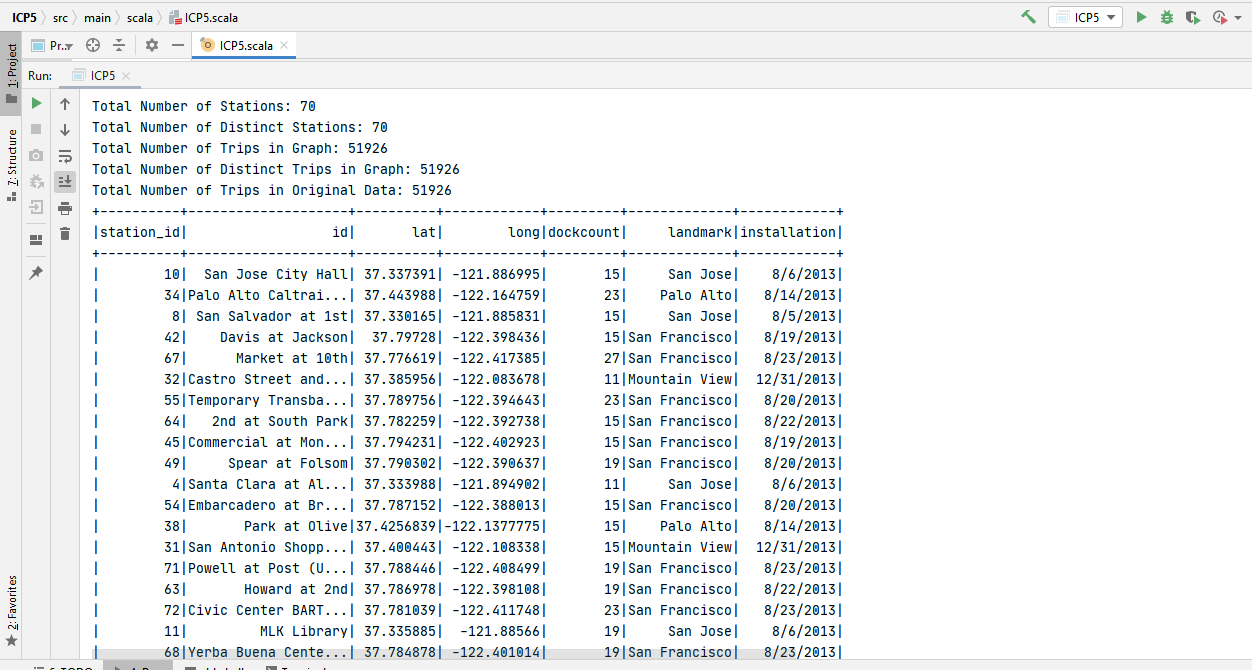 ICP5 src main scala ICP5.scala ICP5
1: Project Pr.. ICP5.scala
Run: ICP5
7: Structure
2: Favorites
Total Number of Stations: 70
Total Number of Distinct Stations: 70
Total Number of Trips in Graph: 51926
Total Number of Distinct Trips in Graph: 51926
Total Number of Trips in Original Data: 51926
+----------+--------------------+----------+-----------+---------+-------------+------------+
|station_id|                  id|       lat|       long|dockcount|     landmark|installation|
+----------+--------------------+----------+-----------+---------+-------------+------------+
|        10|  San Jose City Hall| 37.337391|-121.886995|       15|     San Jose|    8/6/2013|
|        34|Palo Alto Caltrai...| 37.443988|-122.164759|       23|    Palo Alto|   8/14/2013|
|         8| San Salvador at 1st| 37.330165|-121.885831|       15|     San Jose|    8/5/2013|
|        42|    Davis at Jackson|  37.79728|-122.398436|       15|San Francisco|   8/19/2013|
|        67|      Market at 10th| 37.776619|-122.417385|       27|San Francisco|   8/23/2013|
|        32|Castro Street and...| 37.385956|-122.083678|       11|Mountain View|  12/31/2013|
|        55|Temporary Transba...| 37.789756|-122.394643|       23|San Francisco|   8/20/2013|
|        64|   2nd at South Park| 37.782259|-122.392738|       15|San Francisco|   8/22/2013|
|        45|Commercial at Mon...| 37.794231|-122.402923|       15|San Francisco|   8/19/2013|
|        49|     Spear at Folsom| 37.790302|-122.390637|       19|San Francisco|   8/20/2013|
|         4|Santa Clara at Al...| 37.333988|-121.894902|       11|     San Jose|    8/6/2013|
|        54|Embarcadero at Br...| 37.787152|-122.388013|       15|San Francisco|   8/20/2013|
|        38|       Park at Olive|37.4256839|-122.1377775|       15|    Palo Alto|   8/14/2013|
|        31|San Antonio Shopp...| 37.400443|-122.108338|       15|Mountain View|  12/31/2013|
|        71|Powell at Post (U...| 37.788446|-122.408499|       19|San Francisco|   8/23/2013|
|        63|       Howard at 2nd| 37.786978|-122.398108|       19|San Francisco|   8/22/2013|
|        72|Civic Center BART...| 37.781039|-122.411748|       23|San Francisco|   8/23/2013|
|        11|         MLK Library| 37.335885| -121.88566|       19|     San Jose|    8/6/2013|
|        68|Yerba Buena Cente...| 37.784878|-122.401014|       19|San Francisco|   8/23/2013|